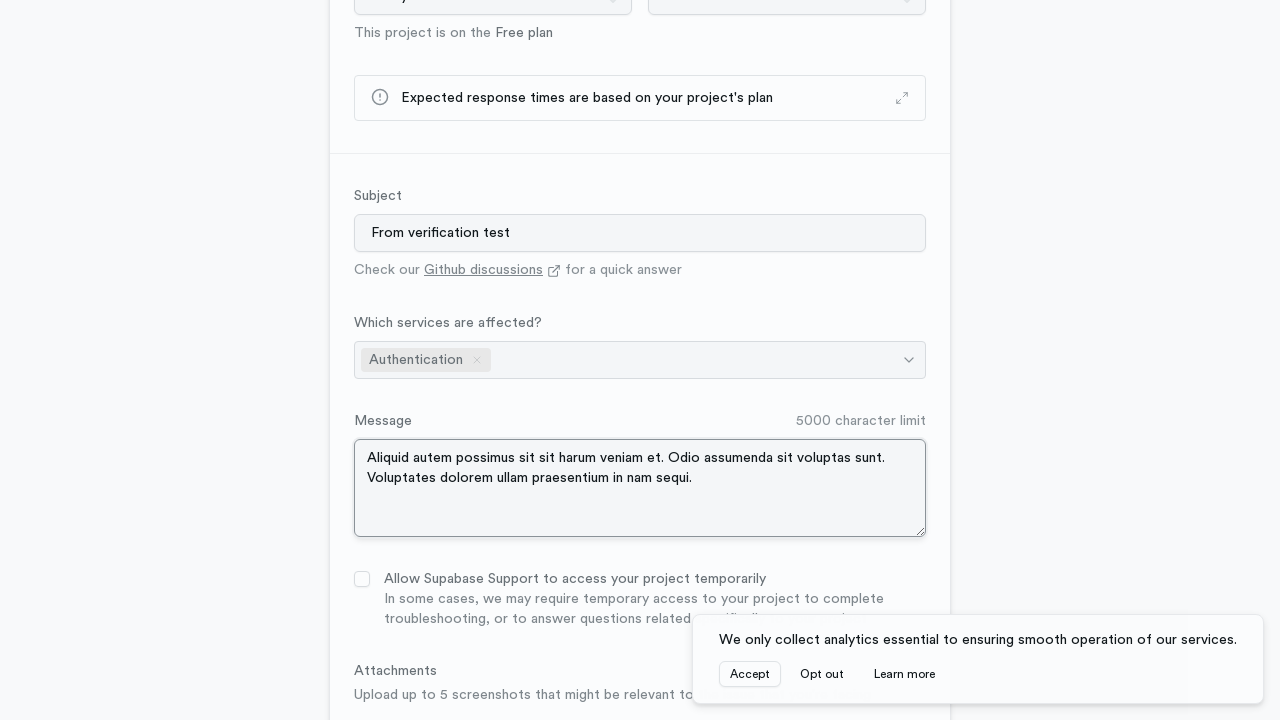 This project is on the Free plan
Expected response times are based on your project's plan
Subject
From verification test
Check our Github discussions for a quick answer
Which services are affected?
Authentication
Message
5000 character limit
Aliquid autem possimus sit sit harum veniam et. Odio assumenda sit voluptas sunt.
Voluptates dolorem ullam praesentium in nam sequi.
Allow Supabase Support to access your project temporarily
In some cases, we may require temporary access to your project to complete
troubleshooting, or to answer questions related
We only collect analytics essential to ensuring smooth operation of our services.
Accept
Opt out
Learn more
Attachments
Upload up to 5 screenshots that might be relevant to